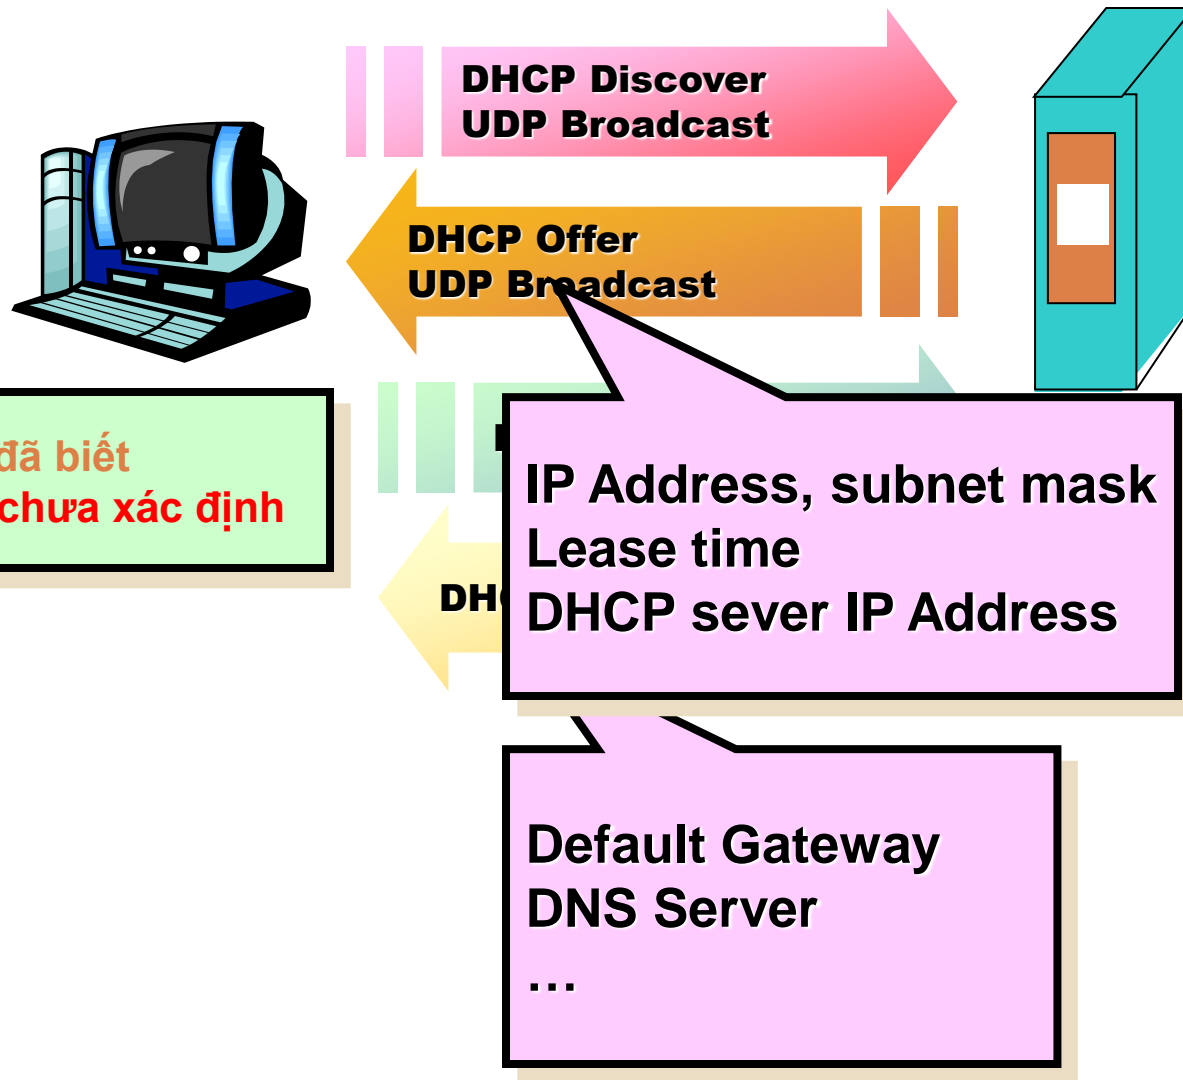 DHCP Discover
UDP Broadcast
DHCP Offer
UDP Broadcast
đã biết
chưa xác định
IP Address, subnet mask
Lease time
DHCP sever IP Address
Default Gateway
DNS Server
…